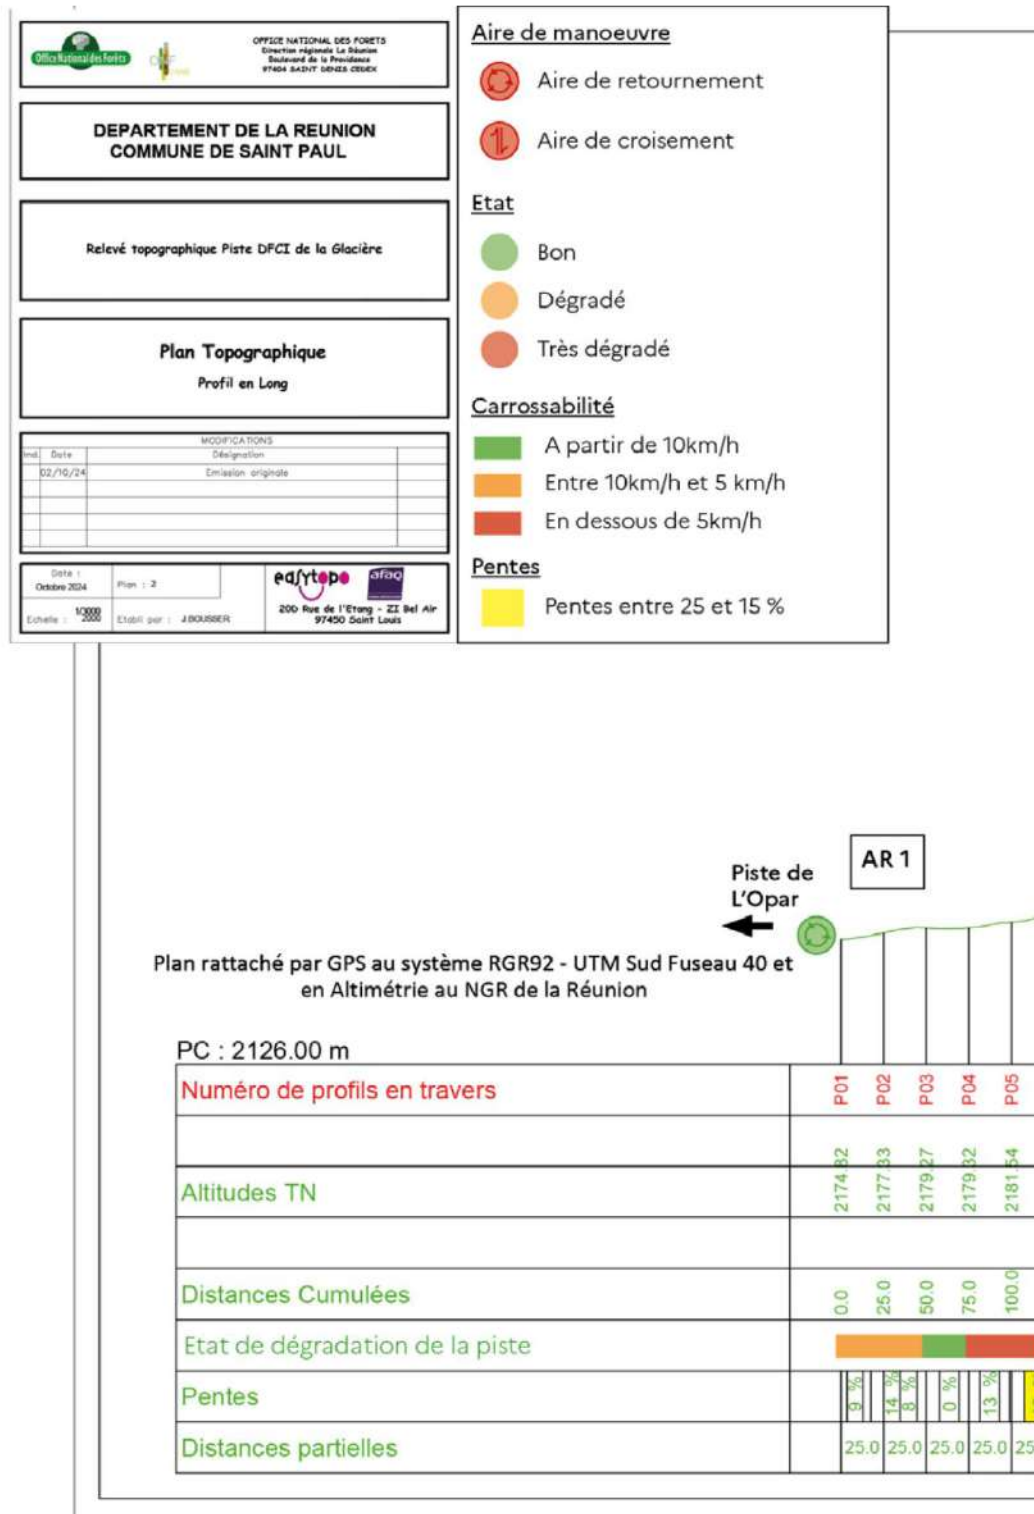 Office National des Forêts
OFFICE NATIONAL DES FORETS
Direction régionale La Réunion
Boulevard de la Providence
97404 SAINT DENIS CEDEX
DEPARTEMENT DE LA REUNION
COMMUNE DE SAINT PAUL
Relevé topographique Piste DFCI de la Glacière
Plan Topographique
Profil en Long
MODIFICATIONS
Ind. Date Désignation
02/10/24 Emission originale
Date :
Octobre 2024
Plan : 2
Echelle :
2000
Etabli par : J.BOUSSER
easytopo
afaq
200 Rue de l'Etang - ZI Bel Air
97450 Saint Louis
Aire de manoeuvre
Aire de retournement
Aire de croisement
Etat
Bon
Dégradé
Très dégradé
Carrossabilité
A partir de 10km/h
Entre 10km/h et 5 km/h
En dessous de 5km/h
Pentes
Pentes entre 25 et 15 %
AR 1
Piste de
L'Opar
Plan rattaché par GPS au système RGR92 - UTM Sud Fuseau 40 et
en Altimétrie au NGR de la Réunion
PC : 2126.00 m
Numéro de profils en travers P01 P02 P03 P04 P05
Altitudes TN 2174.82 2177.33 2179.27 2179.32 2181.54
Distances Cumulées 0.0 25.0 50.0 75.0 100.0
Etat de dégradation de la piste
Pentes 9 % 14 % 8 % 0 % 13 %
Distances partielles 25.0 25.0 25.0 25.0 25